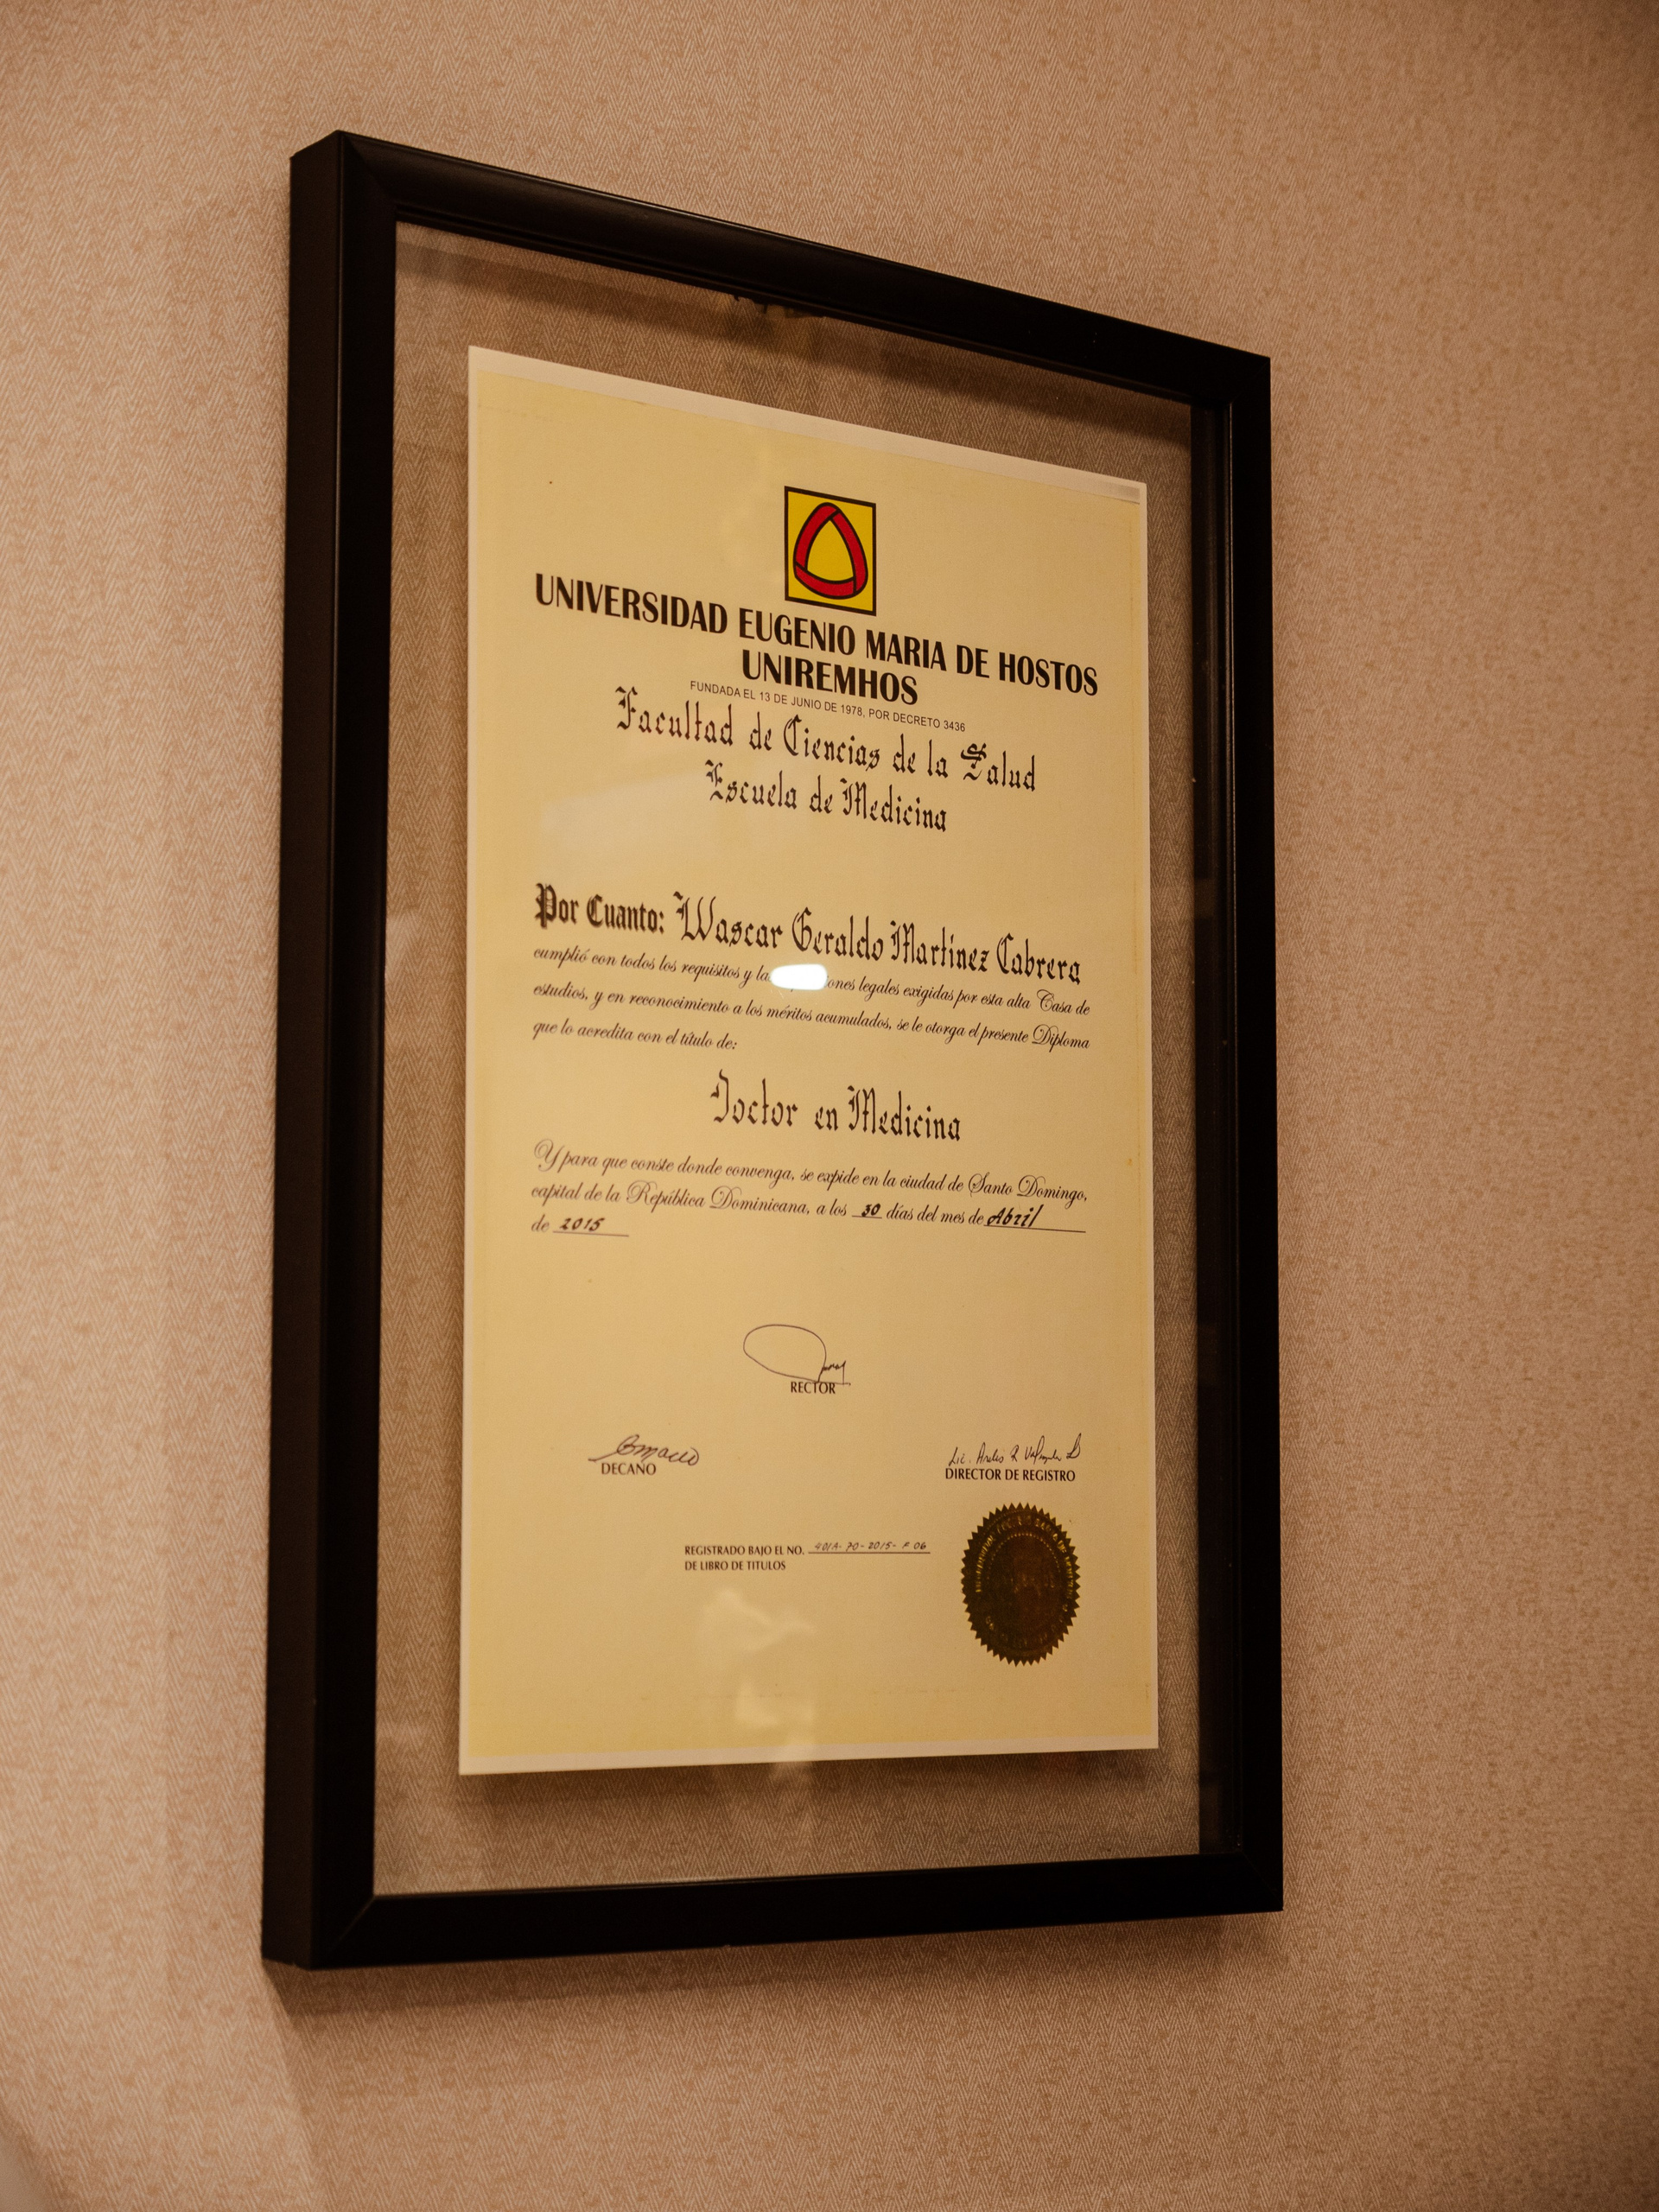 UNIVERSIDAD EUGENIO MARIA DE HOSTOS
UNIREMHOS
FUNDADA EL 13 DE JUNIO DE 1978, POR DECRETO 3436
Facultad de Ciencias de la Salud
Escuela de Medicina
Por Cuanto: Wascar Geraldo Martínez Cabrera
cumplió con todos los requisitos y legales exigidas por esta alta Casa de
estudios, y en reconocimiento a los méritos acumulados, se le otorga el presente Diploma
que lo acredita con el título de:
Doctor en Medicina
Y para que conste donde convenga, se expide en la ciudad de Santo Domingo,
capital de la República Dominicana, a los 30 días del mes de Abril
de 2015
RECTOR
DECANO
Lic.
DIRECTOR DE REGISTRO
REGISTRADO BAJO EL NO.
DE LIBRO DE TITULOS